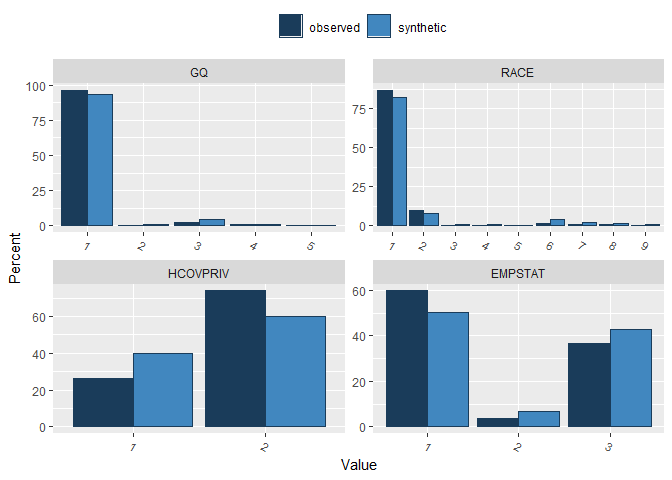 observed synthetic
GQ
RACE
100
75
50
25
0
1 2 3 4 5
75
50
25
0
1 2 3 4 5 6 7 8 9
Percent
HCOVPRIV
EMPSTAT
60
40
20
0
1 2
60
40
20
0
1 2 3
Value